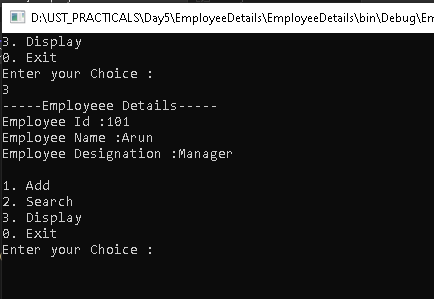 D:\UST_PRACTICALS\Day5\EmployeeDetails\EmployeeDetails\bin\Debug\Em
3. Display
0. Exit
Enter your Choice :
3
-----Employeee Details-----
Employee Id :101
Employee Name :Arun
Employee Designation :Manager
1. Add
2. Search
3. Display
0. Exit
Enter your Choice :